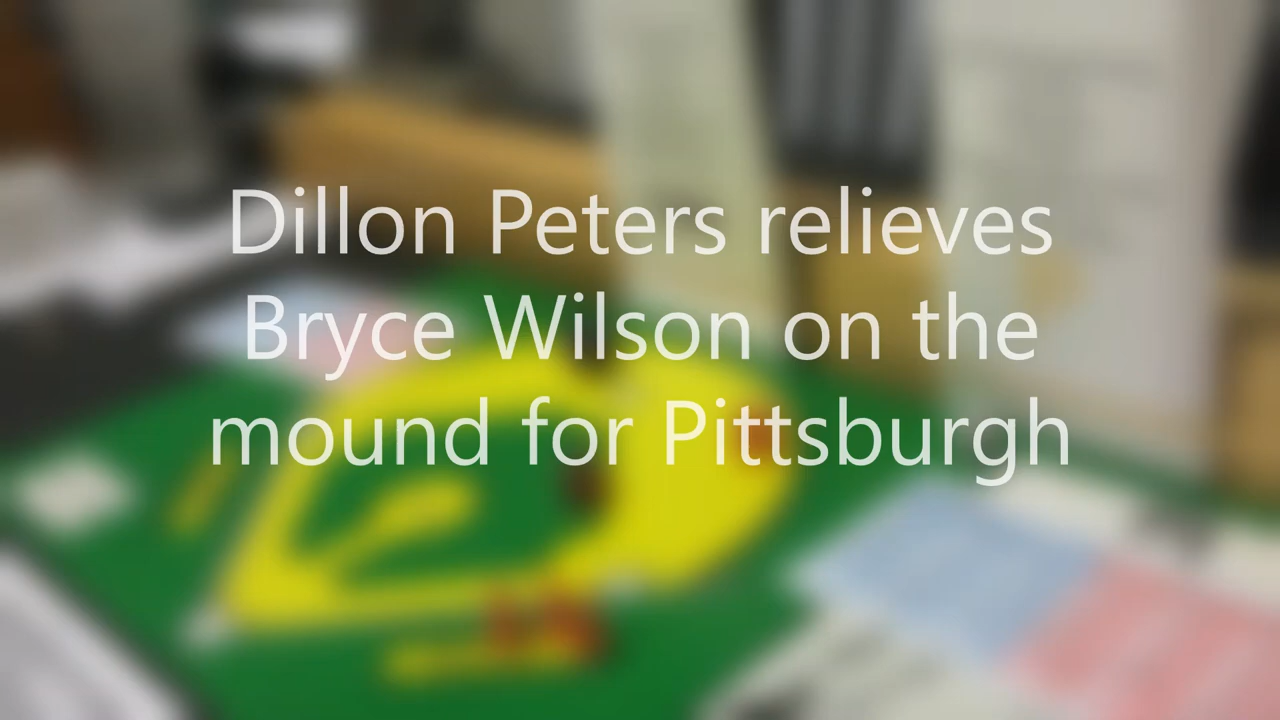 Dillon Peters relieves
Bryce Wilson on the
mound for Pittsburgh